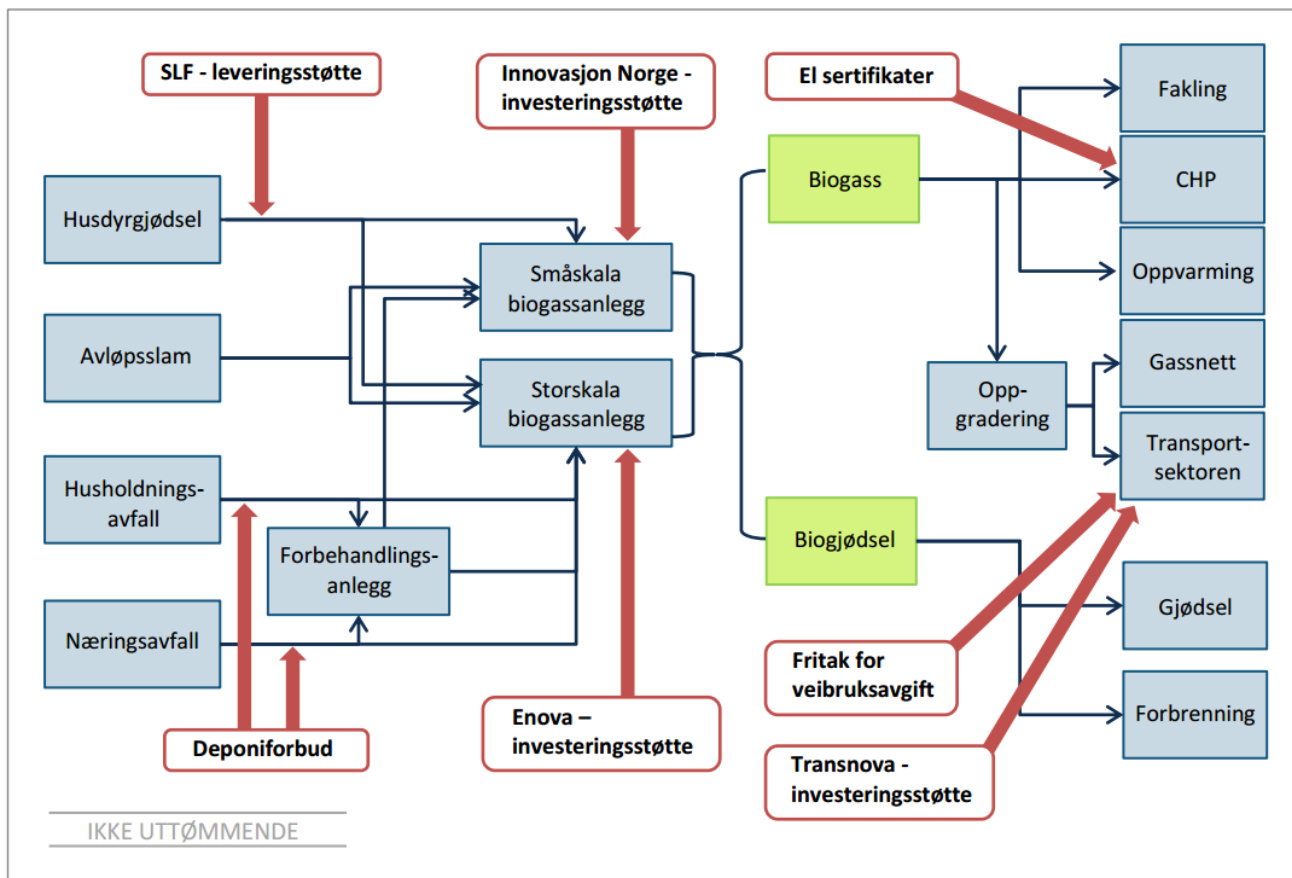 SLF - leveringsstøtte
Innovasjon Norge -
investeringsstøtte
El sertifikater
Fakling
Husdyrgjødsel
Biogass
CHP
Småskala
biogassanlegg
Oppvarming
Avløpsslam
Storskala
biogassanlegg
Opp-
gradering
Gassnett
Transport-
sektoren
Husholdnings-
avfall
Forbehandlings-
anlegg
Biogjødsel
Næringsavfall
Gjødsel
Fritak for
veibruksavgift
Deponiforbud
Enova –
investeringsstøtte
Forbrenning
Transnova -
investeringsstøtte
IKKE UTTØMMENDE